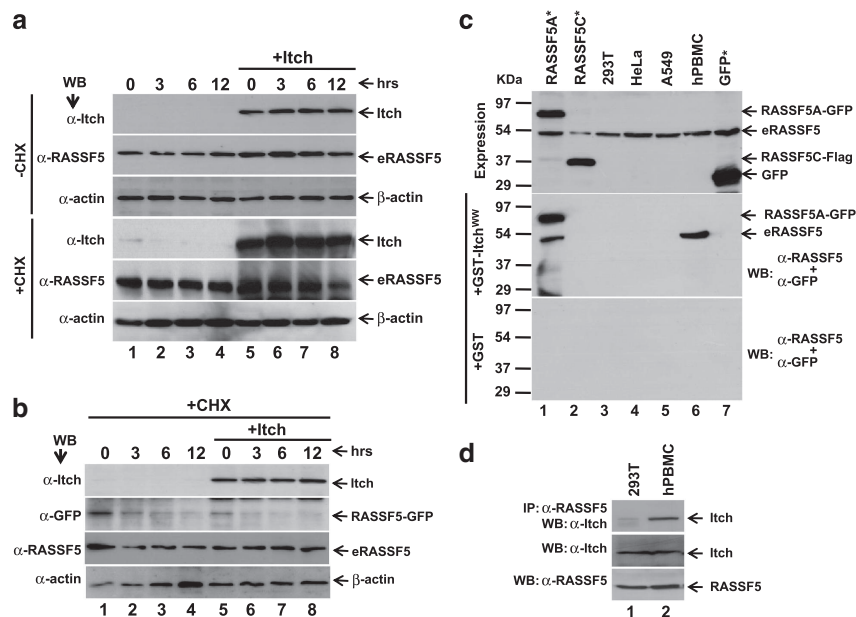 a
+Itch
WB 0 3 6 12 0 3 6 12 hrs
-CHX
α-Itch Itch
α-RASSF5 eRASSF5
α-actin β-actin
+CHX
α-Itch Itch
α-RASSF5 eRASSF5
α-actin β-actin
1 2 3 4 5 6 7 8
b
+CHX
+Itch
WB 0 3 6 12 0 3 6 12 hrs
α-Itch Itch
α-GFP RASSF5-GFP
α-RASSF5 eRASSF5
α-actin β-actin
1 2 3 4 5 6 7 8
c
KDa RASSF5A* RASSF5C* 293T HeLa A549 hPBMC GFP*
Expression
97 RASSF5A-GFP
54 eRASSF5
37 RASSF5C-Flag
GFP
29
+GST-Itchᵂᵂ
97 RASSF5A-GFP
54 eRASSF5
37 WB: α-RASSF5 + α-GFP
29
+GST
97
54 WB: α-RASSF5 + α-GFP
37
29
1 2 3 4 5 6 7
d
293T hPBMC
IP: α-RASSF5
WB: α-Itch Itch
WB: α-Itch Itch
WB: α-RASSF5 RASSF5
1 2